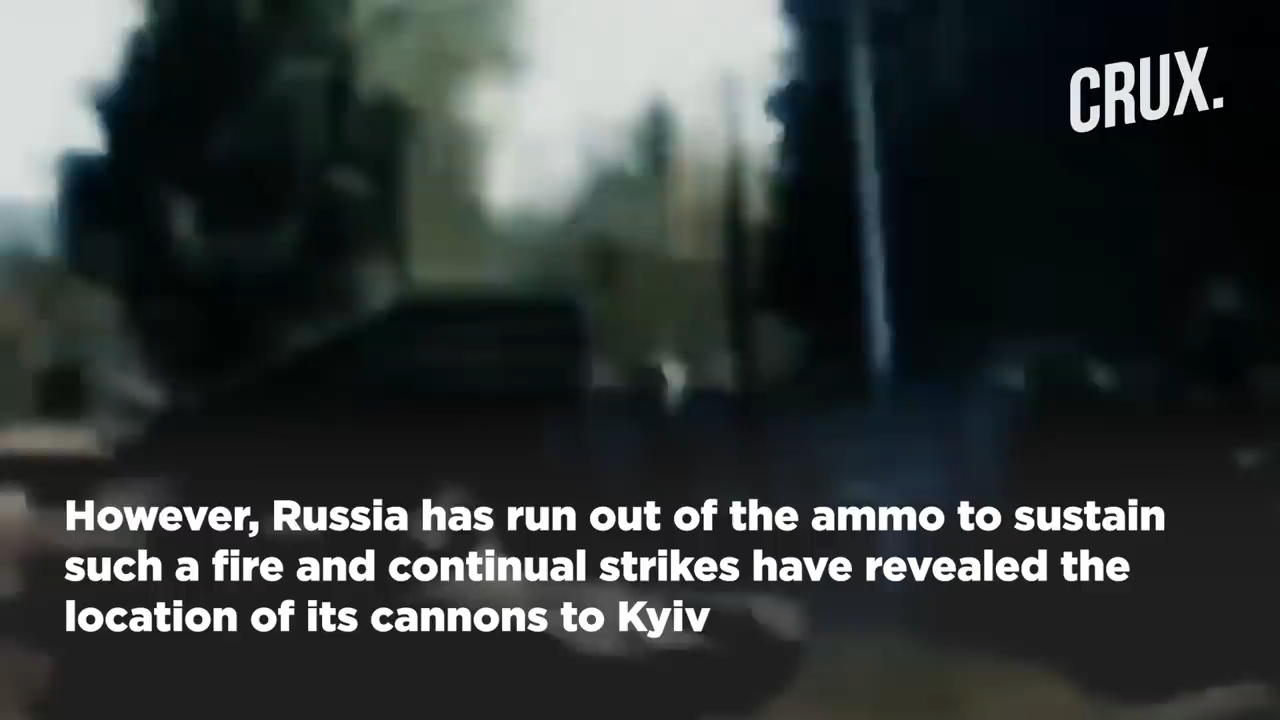 CRUX.
However, Russia has run out of the ammo to sustain
such a fire and continual strikes have revealed the
location of its cannons to Kyiv